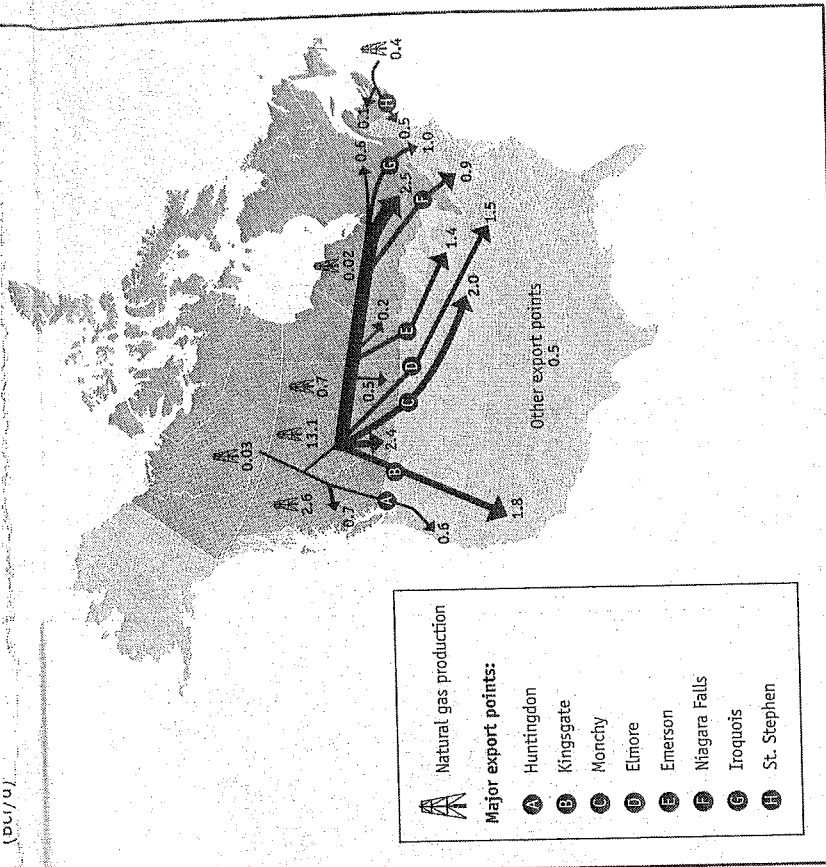 (Bcf/d)
0.03
2.6
13.1
0.7
0.02
0.4
0.7
0.6
1.8
2.4
0.5
0.2
2.0
1.5
1.4
0.9
2.5
0.6
1.0
0.1
0.5
A
B
C
D
E
F
G
H
Other export points
0.5
Natural gas production
Major export points:
A Huntingdon
B Kingsgate
C Monchy
D Elmore
E Emerson
F Niagara Falls
G Iroquois
H St. Stephen